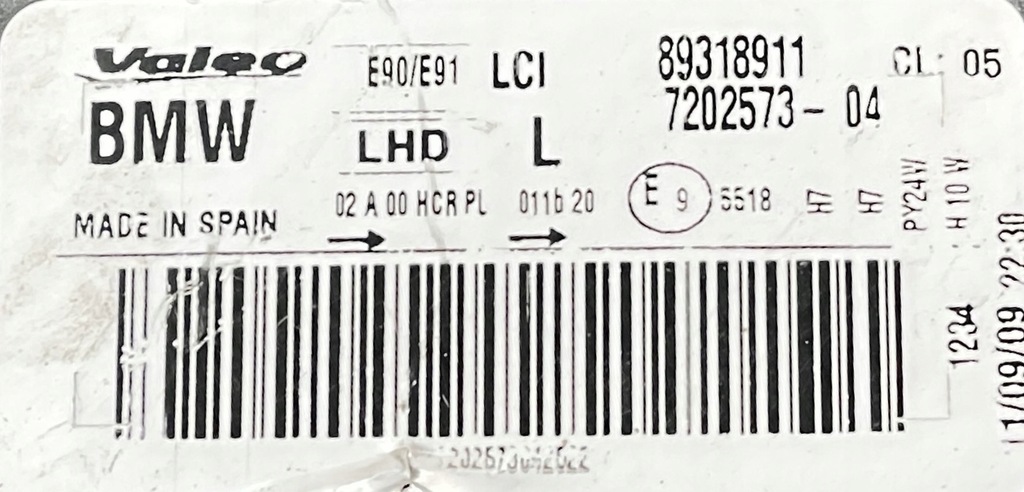 Valeo E90/E91 LCI 89318911 CL: 05
BMW LHD L 7202573- 04
MADE IN SPAIN 02 A 00 HCR PL 011b 20 E 9 5518 H7 H7
PY24W
H 10 W
1234
11/09/09 22:30